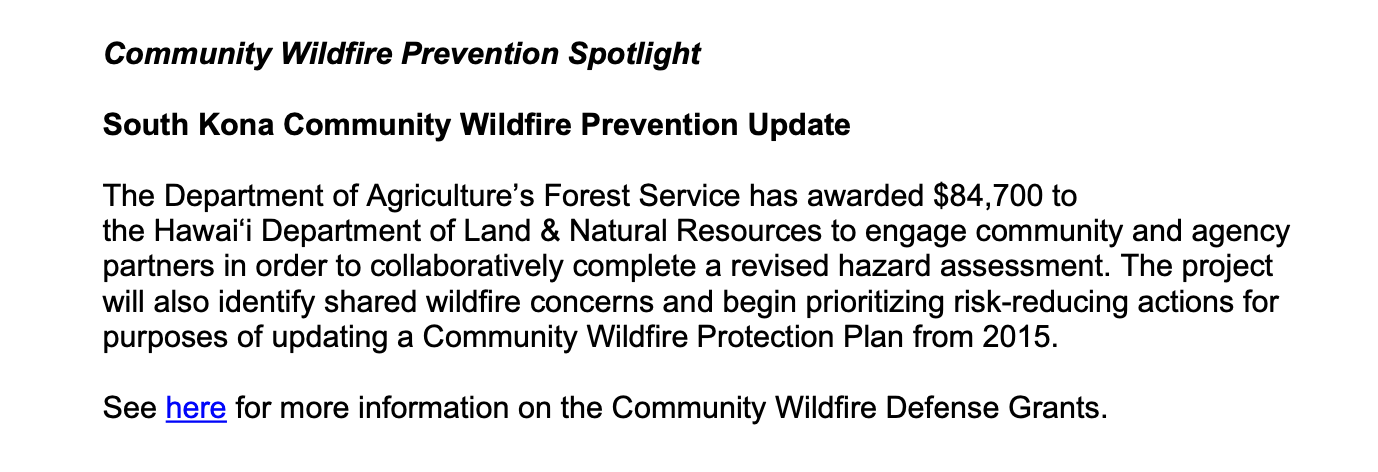 Community Wildfire Prevention Spotlight
South Kona Community Wildfire Prevention Update
The Department of Agriculture’s Forest Service has awarded $84,700 to
the Hawaiʻi Department of Land & Natural Resources to engage community and agency
partners in order to collaboratively complete a revised hazard assessment. The project
will also identify shared wildfire concerns and begin prioritizing risk-reducing actions for
purposes of updating a Community Wildfire Protection Plan from 2015.
See here for more information on the Community Wildfire Defense Grants.